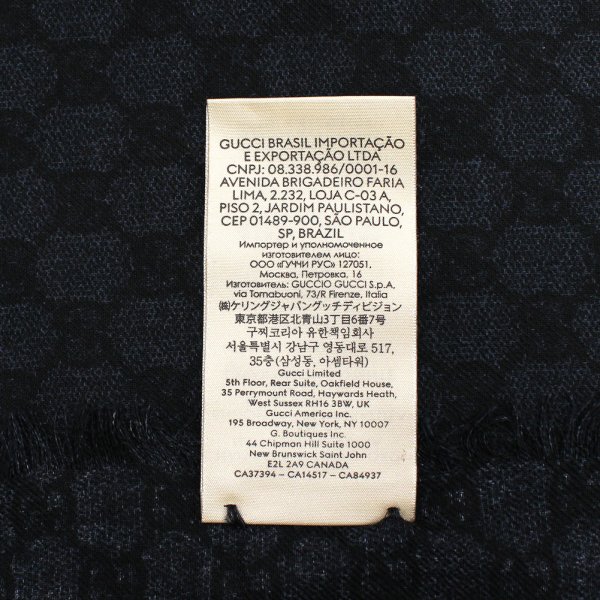 GUCCI BRASIL IMPORTAÇÃO
E EXPORTAÇÃO LTDA
CNPJ: 08.338.986/0001-16
AVENIDA BRIGADEIRO FARIA
LIMA, 2.232, LOJA C-03 A,
PISO 2, JARDIM PAULISTANO,
CEP 01489-900, SÃO PAULO,
SP, BRAZIL
Импортер и уполномоченное
изготовителем лицо:
ООО «ГУЧЧИ РУС» 127051,
Москва, Петровка, 16
Изготовитель: GUCCIO GUCCI S.p.A,
via Tornabuoni, 73/R Firenze, Italia
㈱ケリングジャパングッチディビジョン
東京都港区北青山3丁目6番7号
구찌코리아 유한책임회사
서울특별시 강남구 영동대로 517,
35층 (삼성동, 아셈타워)
Gucci Limited
5th Floor, Rear Suite, Oakfield House,
35 Perrymount Road, Haywards Heath,
West Sussex RH16 3BW, UK
Gucci America Inc.
195 Broadway, New York, NY 10007
G. Boutiques Inc.
44 Chipman Hill Suite 1000
New Brunswick Saint John
E2L 2A9 CANADA
CA37394 – CA14517 – CA84937